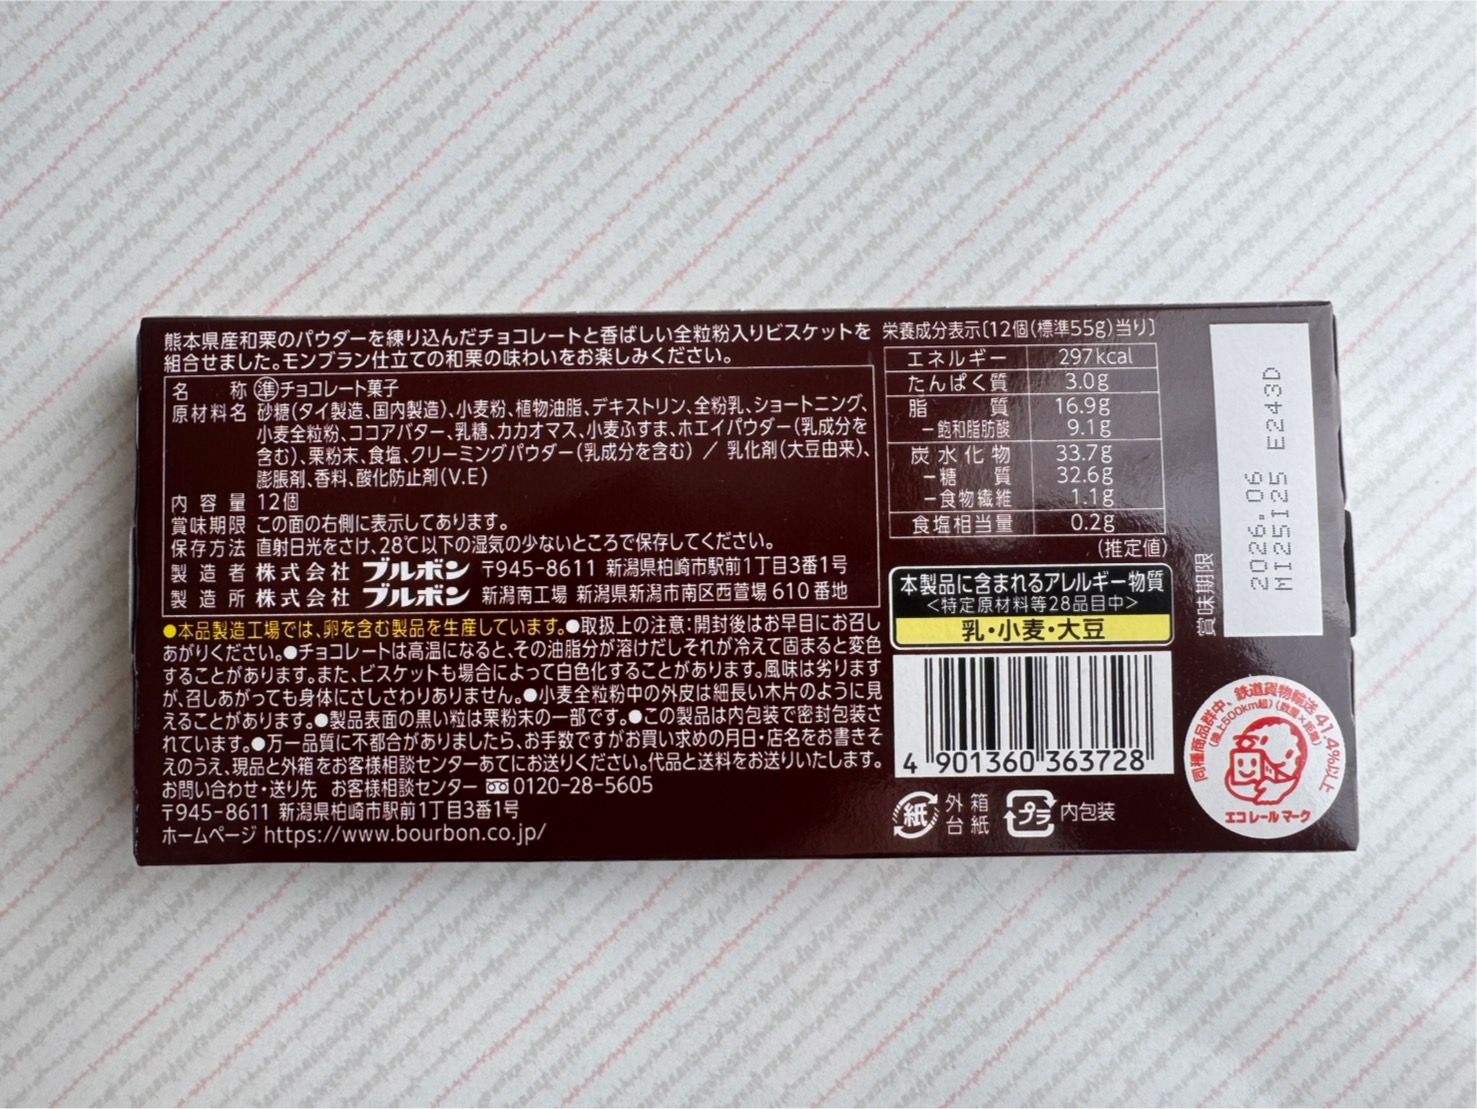 熊本県産和栗のパウダーを練り込んだチョコレートと香ばしい全粒粉入りビスケットを
組合せました。モンブラン仕立ての和栗の味わいをお楽しみください。
名 称 ㊟チョコレート菓子
原材料名 砂糖(タイ製造、国内製造)、小麦粉、植物油脂、デキストリン、全粉乳、ショートニング、
小麦全粒粉、ココアバター、乳糖、カカオマス、小麦ふすま、ホエイパウダー(乳成分を
含む)、栗粉末、食塩、クリーミングパウダー(乳成分を含む) / 乳化剤(大豆由来)、
膨脹剤、香料、酸化防止剤(V.E)
内容量 12個
賞味期限 この面の右側に表示してあります。
保存方法 直射日光をさけ、28℃以下の湿気の少ないところで保存してください。
製造者 株式会社 ブルボン 〒945-8611 新潟県柏崎市駅前1丁目3番1号
製造所 株式会社 ブルボン 新潟南工場 新潟県新潟市南区西萱場610番地
●本品製造工場では、卵を含む製品を生産しています。●取扱上の注意:開封後はお早目にお召し
あがりください。●チョコレートは高温になると、その油脂分が溶けだしそれが冷えて固まると変色
することがあります。また、ビスケットも場合によって白色化することがあります。風味は劣ります
が、召しあがっても身体にさしさわりありません。●小麦全粒粉中の外皮は細長い木片のように見
えることがあります。●製品表面の黒い粒は栗粉末の一部です。●この製品は内包装で密封包装さ
れています。●万一品質に不都合がありましたら、お手数ですがお買い求めの月日・店名をお書きそ
えのうえ、現品と外箱をお客様相談センターあてにお送りください。代品と送料をお送りいたします。
お問い合わせ・送り先 お客様相談センター 0120-28-5605
〒945-8611 新潟県柏崎市駅前1丁目3番1号
ホームページ https://www.bourbon.co.jp/
栄養成分表示〔12個(標準55g)当り〕
エネルギー 297kcal
たんぱく質 3.0g
脂質 16.9g
-飽和脂肪酸 9.1g
炭水化物 33.7g
-糖質 32.6g
-食物繊維 1.1g
食塩相当量 0.2g
(推定値)
本製品に含まれるアレルギー物質
<特定原材料等28品目中>
乳・小麦・大豆
4 901360 363728
紙 外箱
台紙
プラ 内包装
賞味期限
2026.06
MI25I25 E243D
同種商品群中、鉄道貨物輸送 41.4%以上
(陸上500km超)(数量×距離)
エコレールマーク